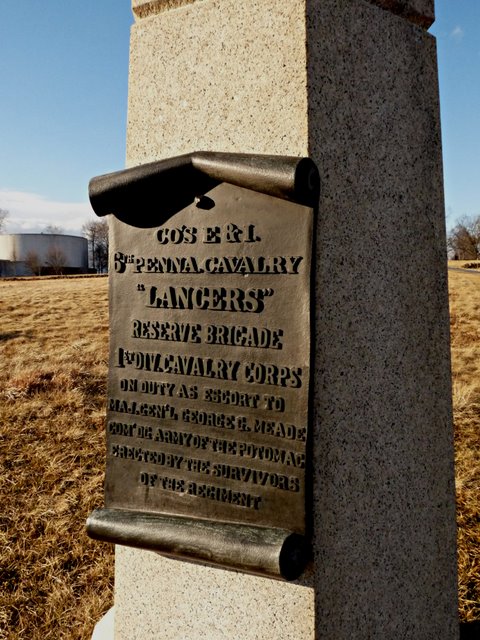 CO'S E & I.
6TH PENNA. CAVALRY
"LANCERS"
RESERVE BRIGADE
1ST DIV. CAVALRY CORPS
ON DUTY AS ESCORT TO
MAJ. GEN'L GEORGE G. MEADE
COM'DG ARMY OF THE POTOMAC
ERECTED BY THE SURVIVORS
OF THE REGIMENT